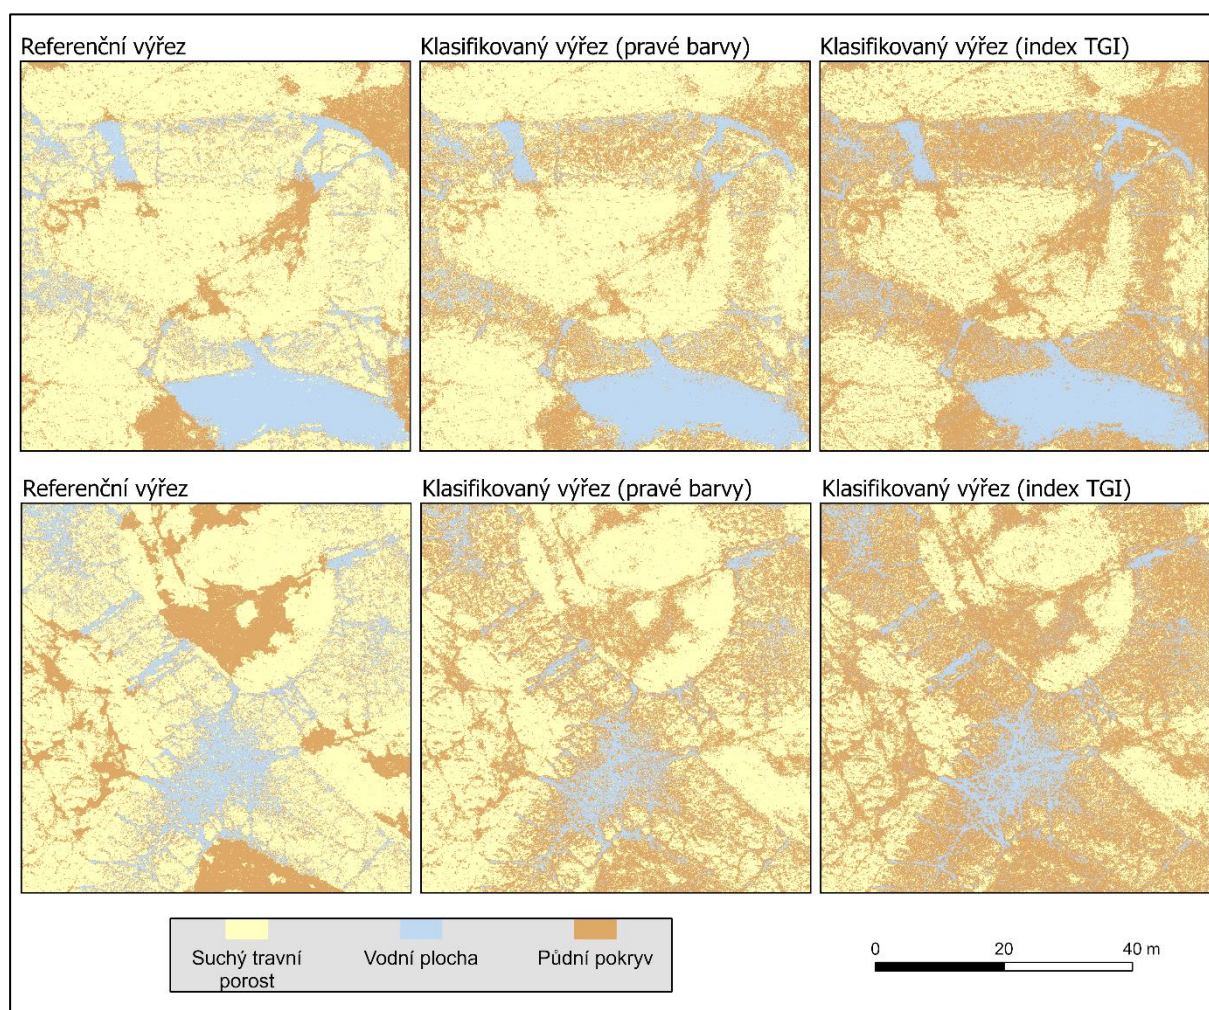 Referenční výřez
Klasifikovaný výřez (pravé barvy)
Klasifikovaný výřez (index TGI)
Referenční výřez
Klasifikovaný výřez (pravé barvy)
Klasifikovaný výřez (index TGI)
Suchý travní
porost
Vodní plocha
Půdní pokryv
0 20 40 m